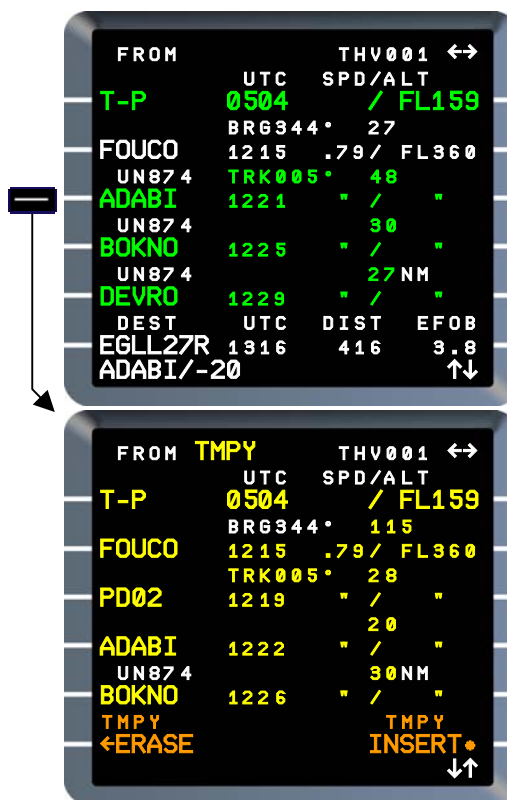 FROM THV001 ←→
UTC SPD/ALT
T-P 0504 / FL159
BRG344° 27
FOUCO 1215 .79/ FL360
UN874 TRK005° 48
ADABI 1221 " / "
UN874 30
BOKNO 1225 " / "
UN874 27NM
DEVRO 1229 " / "
DEST UTC DIST EFOB
EGLL27R 1316 416 3.8
ADABI/-20 ↑↓
FROM TMPY THV001 ←→
UTC SPD/ALT
T-P 0504 / FL159
BRG344° 115
FOUCO 1215 .79/ FL360
TRK005° 28
PD02 1219 " / "
20
ADABI 1222 " / "
UN874 30NM
BOKNO 1226 " / "
TMPY TMPY
←ERASE INSERT•
↓↑